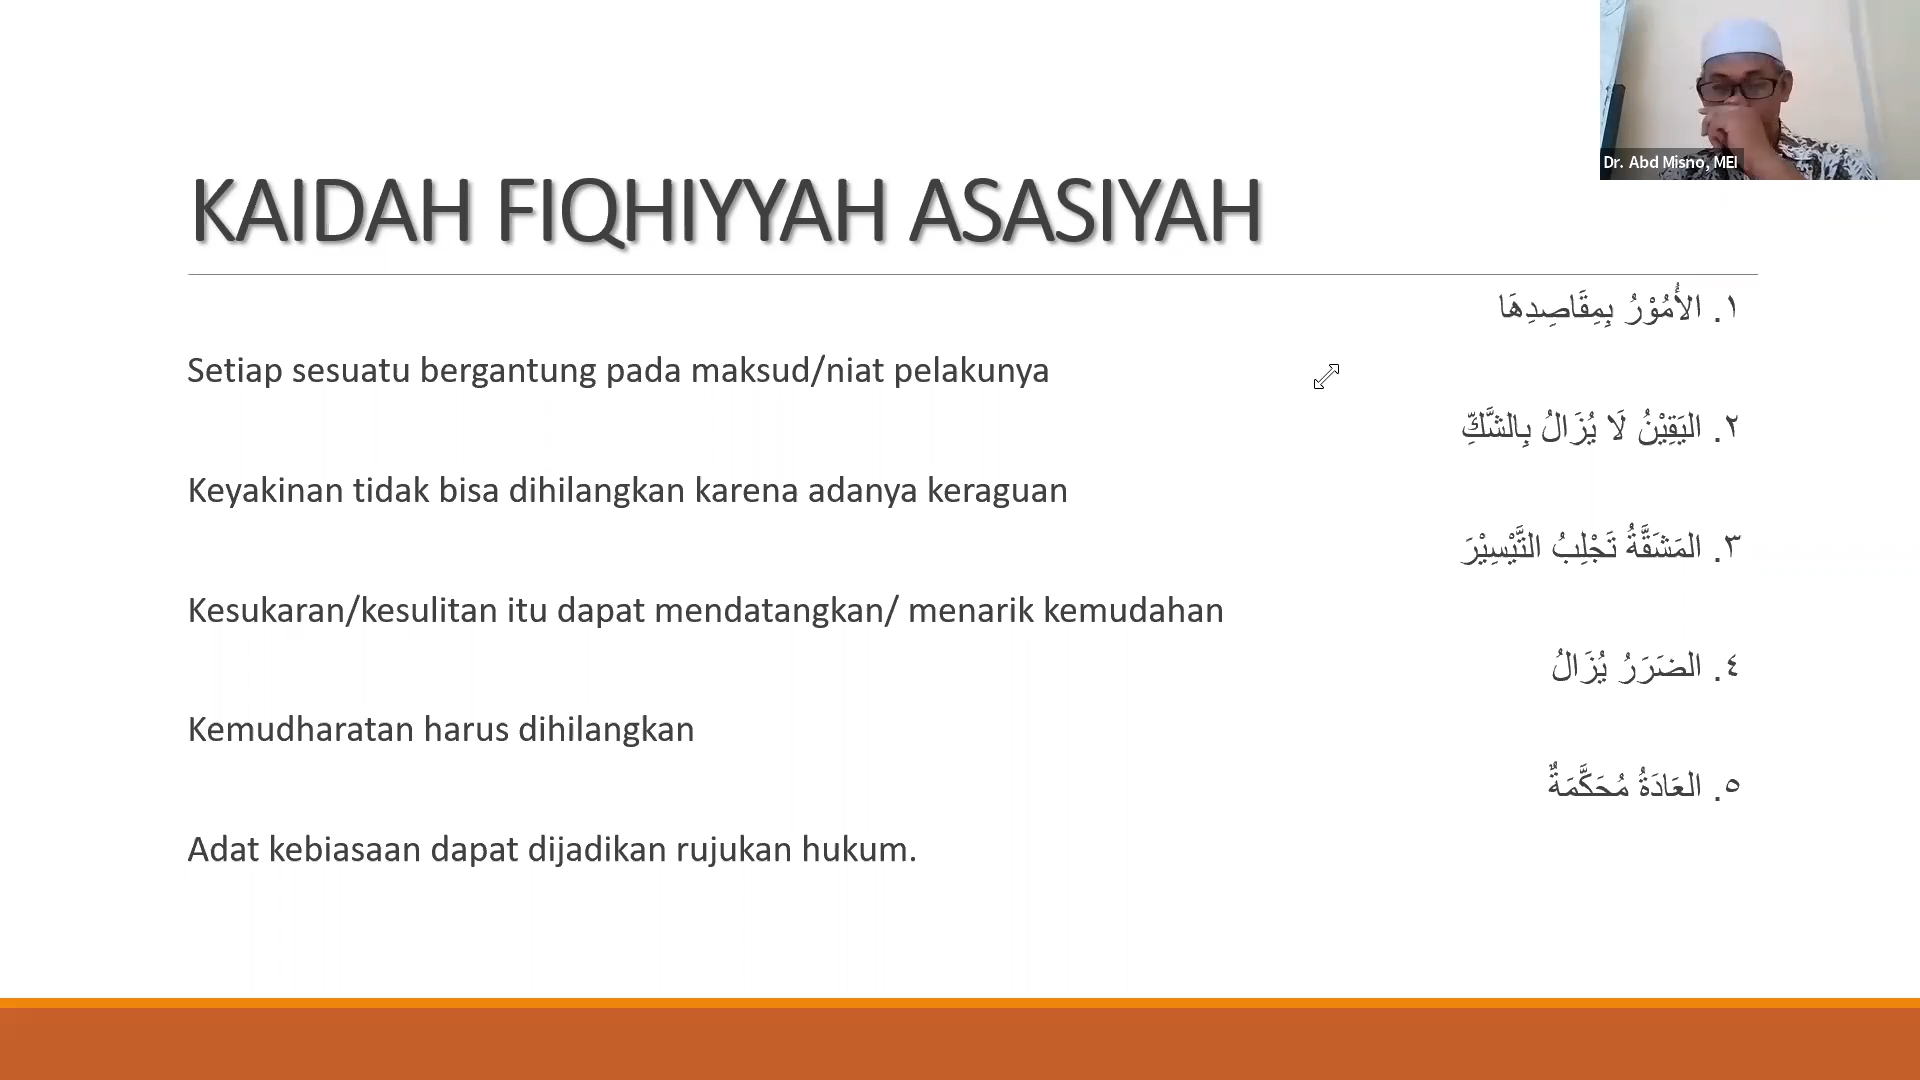 Dr. Abd Misno, MEI
KAIDAH FIQHIYYAH ASASIYAH
١. الأُمُوْرُ بِمِقَاصِدِهَا
Setiap sesuatu bergantung pada maksud/niat pelakunya
٢. اليَقِيْنُ لَا يُزَالُ بِالشَّكِّ
Keyakinan tidak bisa dihilangkan karena adanya keraguan
٣. المَشَقَّةُ تَجْلِبُ التَّيْسِيْرَ
Kesukaran/kesulitan itu dapat mendatangkan/ menarik kemudahan
٤. الضَرَرُ يُزَالُ
Kemudharatan harus dihilangkan
٥. العَادَةُ مُحَكَّمَةٌ
Adat kebiasaan dapat dijadikan rujukan hukum.